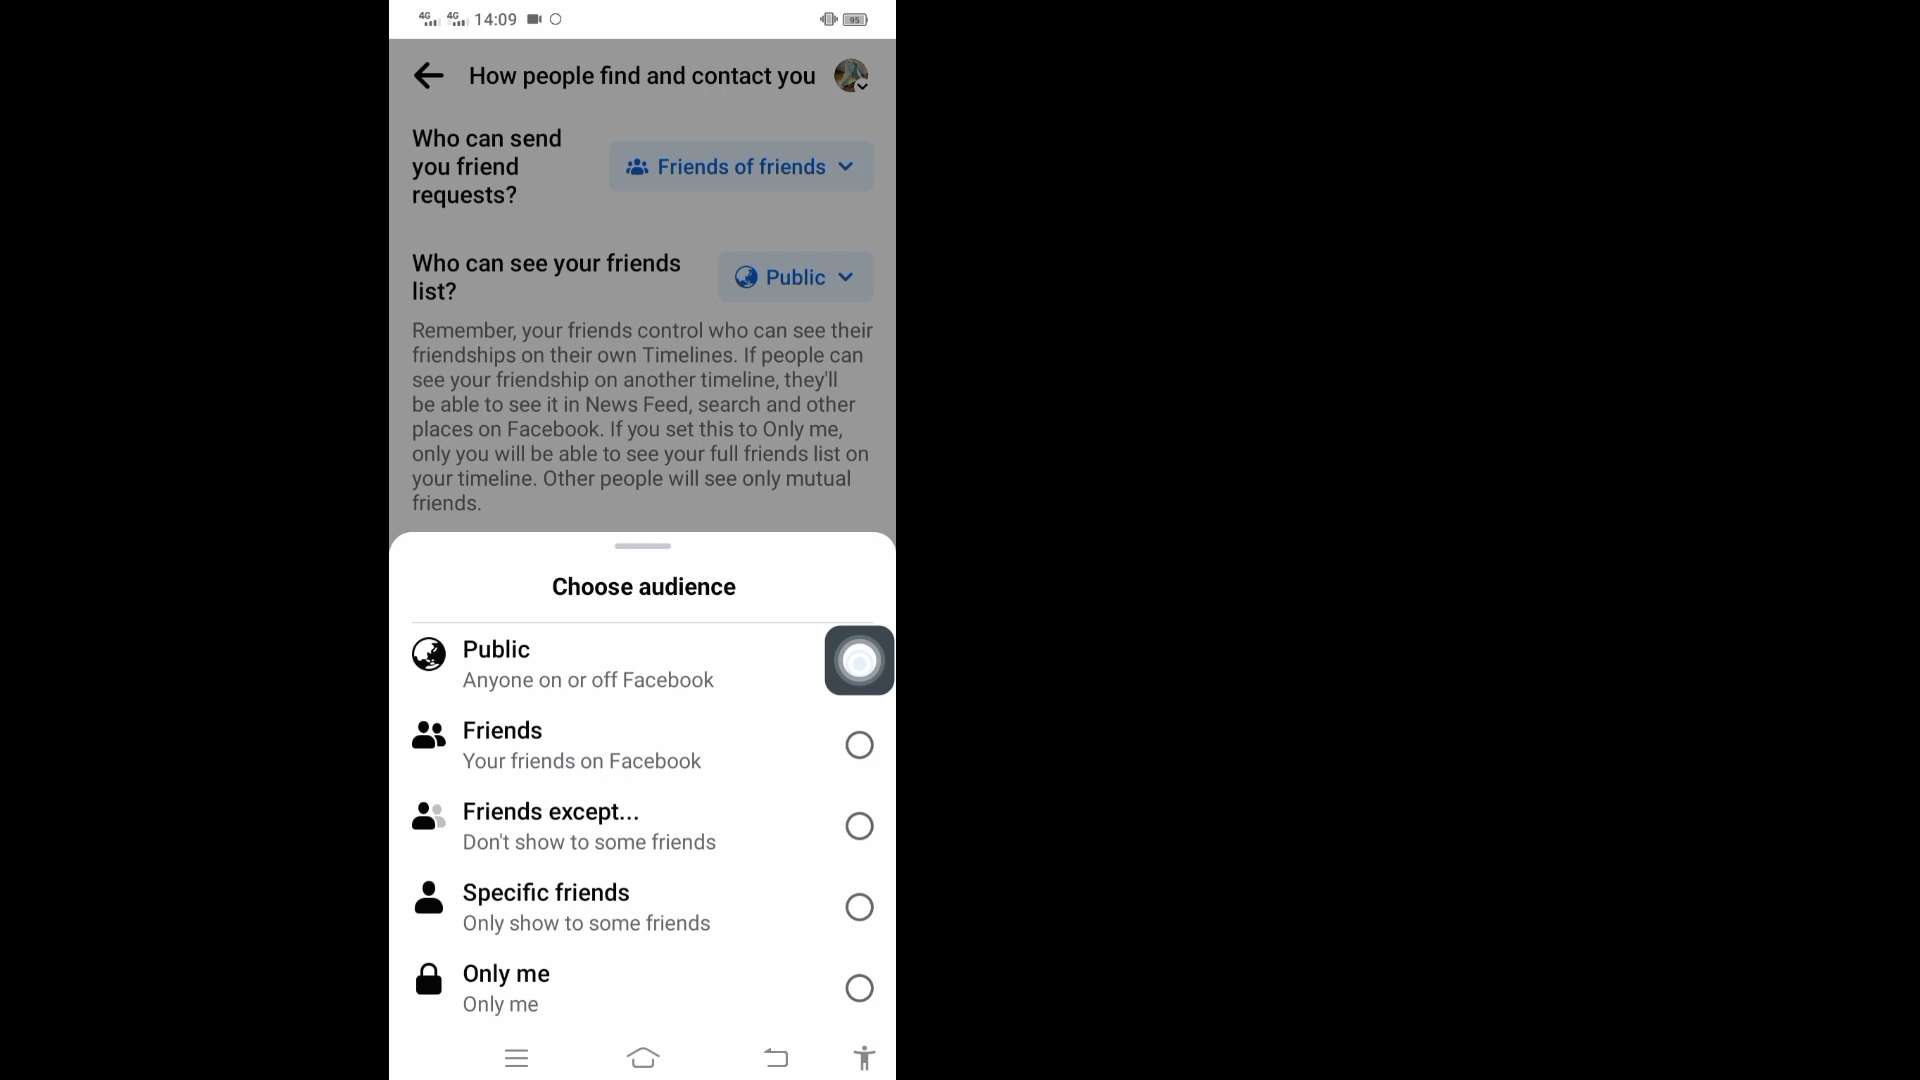 4G 4G 14:09 95
How people find and contact you
Who can send
you friend
requests?
Friends of friends
Who can see your friends
list?
Public
Remember, your friends control who can see their
friendships on their own Timelines. If people can
see your friendship on another timeline, they'll
be able to see it in News Feed, search and other
places on Facebook. If you set this to Only me,
only you will be able to see your full friends list on
your timeline. Other people will see only mutual
friends.
Choose audience
Public
Anyone on or off Facebook
Friends
Your friends on Facebook
Friends except...
Don't show to some friends
Specific friends
Only show to some friends
Only me
Only me